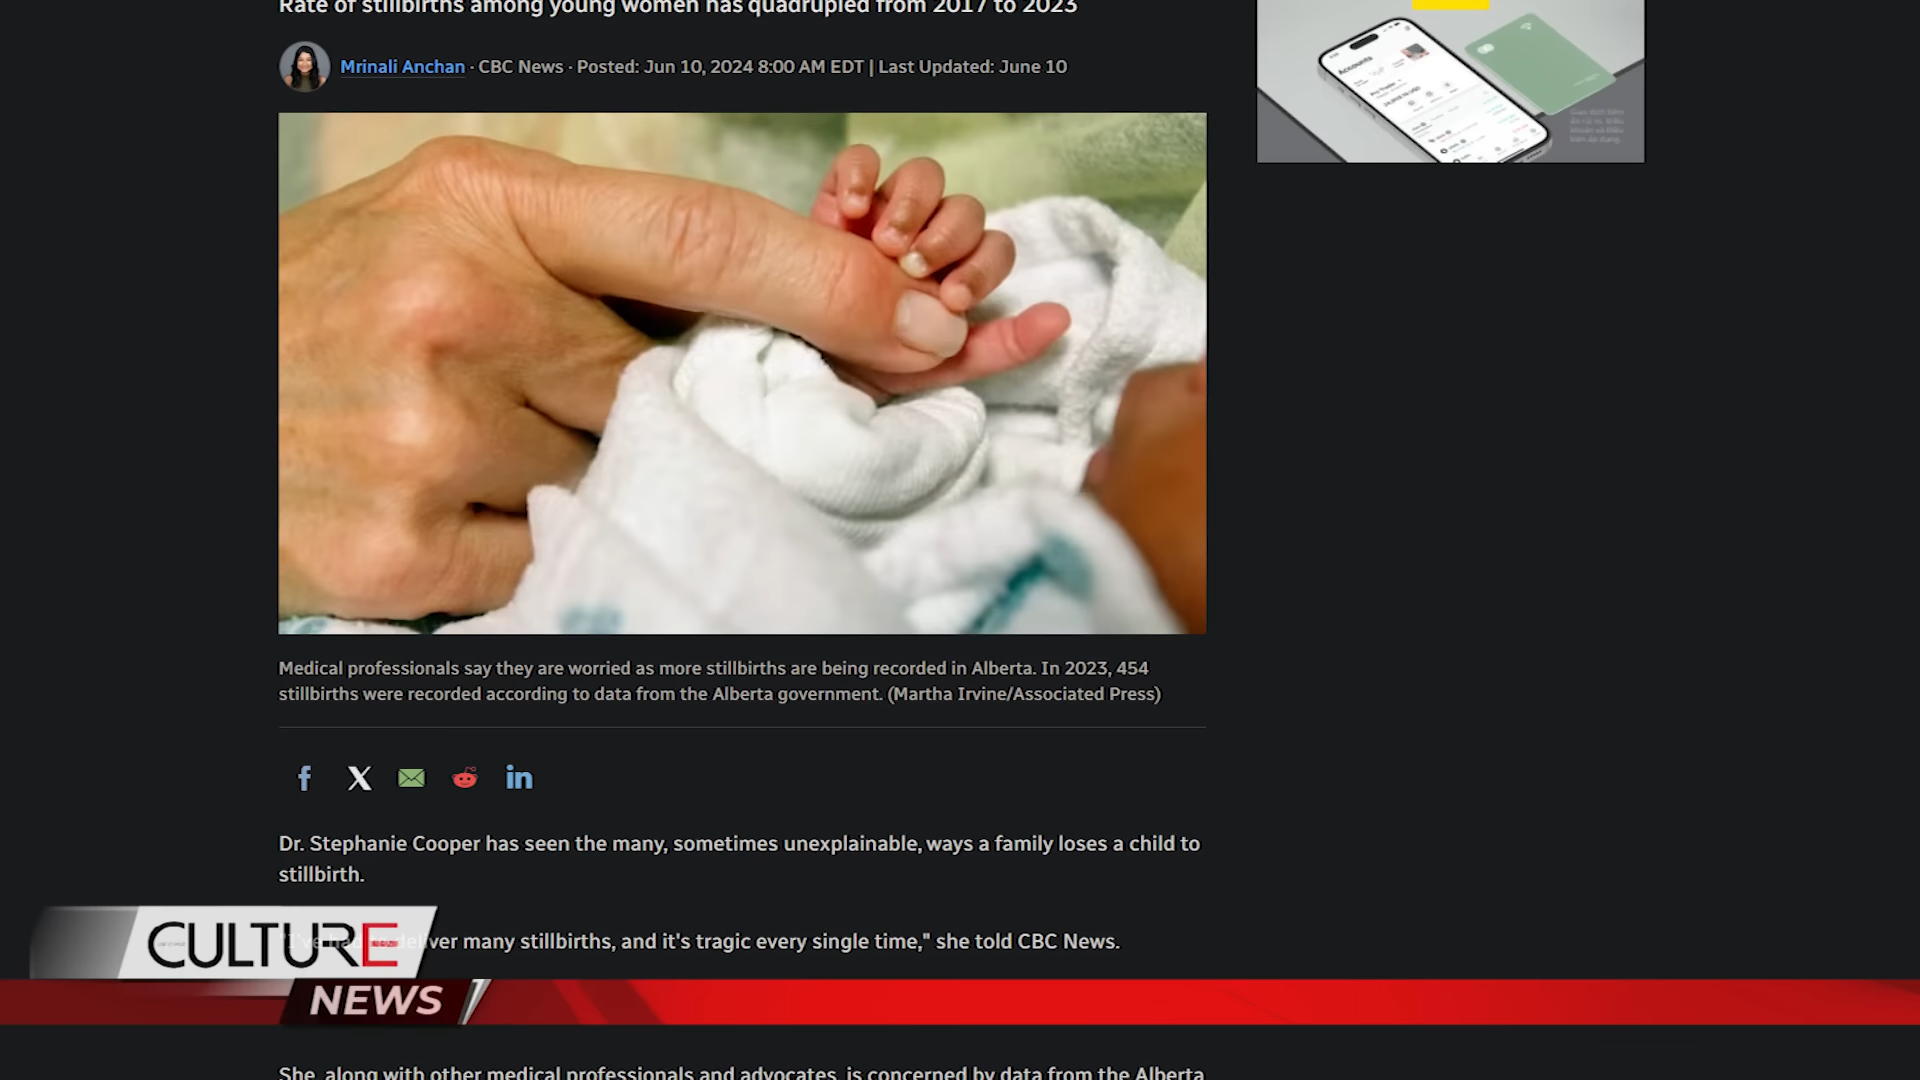 Rate of stillbirths among young women has quadrupled from 2017 to 2023
Mrinali Anchan · CBC News · Posted: Jun 10, 2024 8:00 AM EDT | Last Updated: June 10
Accounts
Medical professionals say they are worried as more stillbirths are being recorded in Alberta. In 2023, 454
stillbirths were recorded according to data from the Alberta government. (Martha Irvine/Associated Press)
Dr. Stephanie Cooper has seen the many, sometimes unexplainable, ways a family loses a child to
stillbirth.
"I've had to deliver many stillbirths, and it's tragic every single time," she told CBC News.
CULTURE
NEWS
She, along with other medical professionals and advocates, is concerned by data from the Alberta